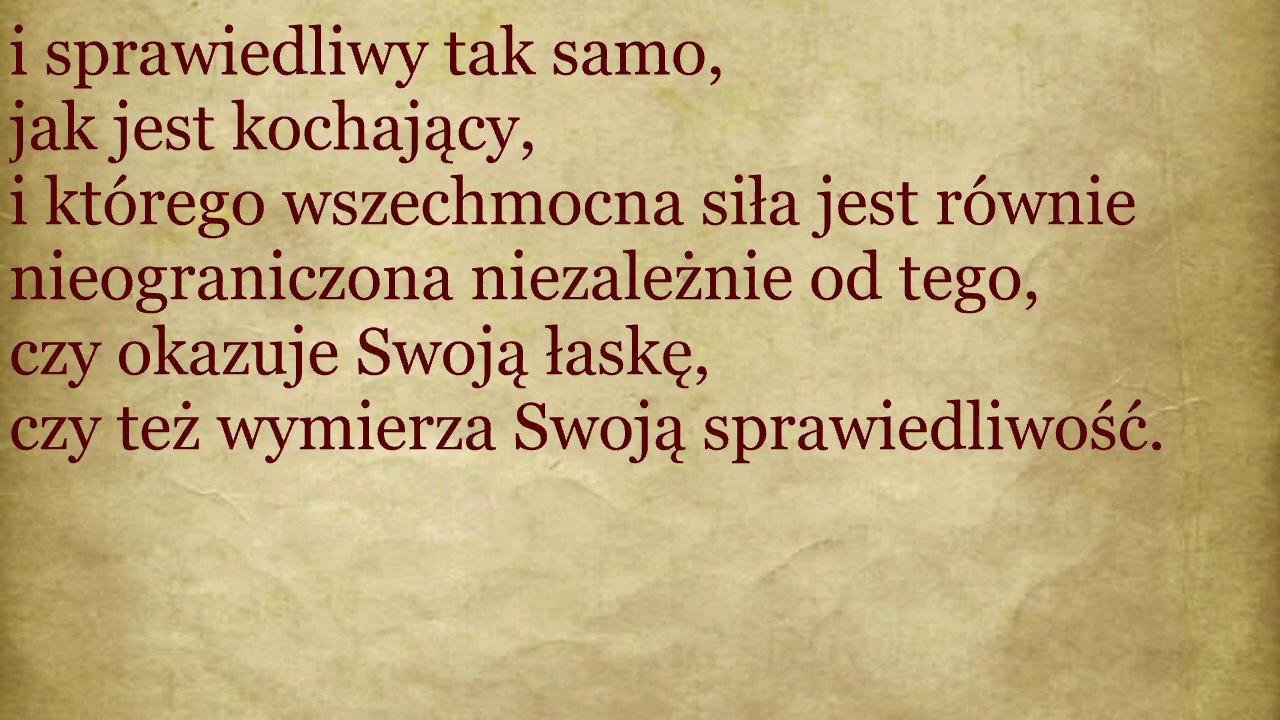 i sprawiedliwy tak samo,
jak jest kochający,
i którego wszechmocna siła jest równie
nieograniczona niezależnie od tego,
czy okazuje Swoją łaskę,
czy też wymierza Swoją sprawiedliwość.